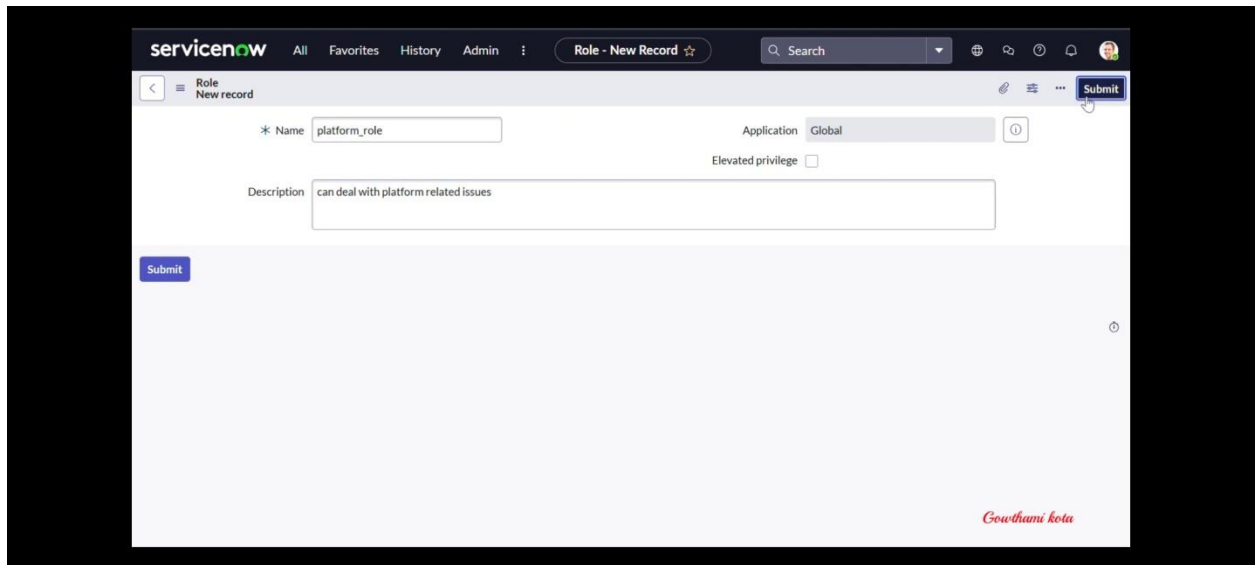 servicenow All Favorites History Admin Role - New Record Search
Role
New record
Submit
* Name platform_role Application Global
Elevated privilege
Description can deal with platform related issues
Submit
Gowthami kota